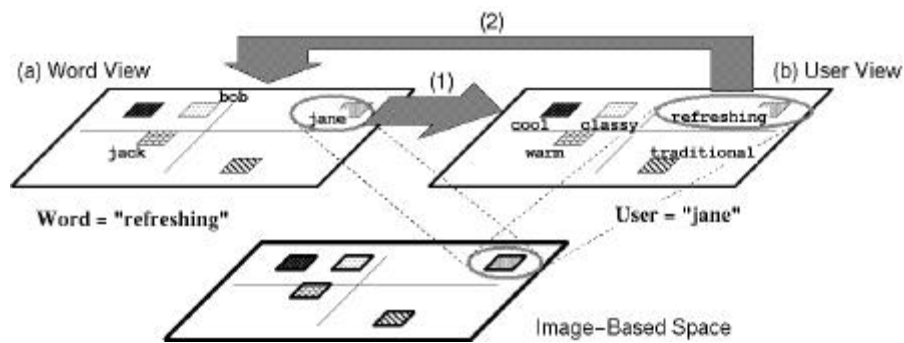 (2)
(a) Word View
(b) User View
(1)
bob
jane
jack
cool
classy
refreshing
warm
traditional
Word = "refreshing"
User = "jane"
Image-Based Space